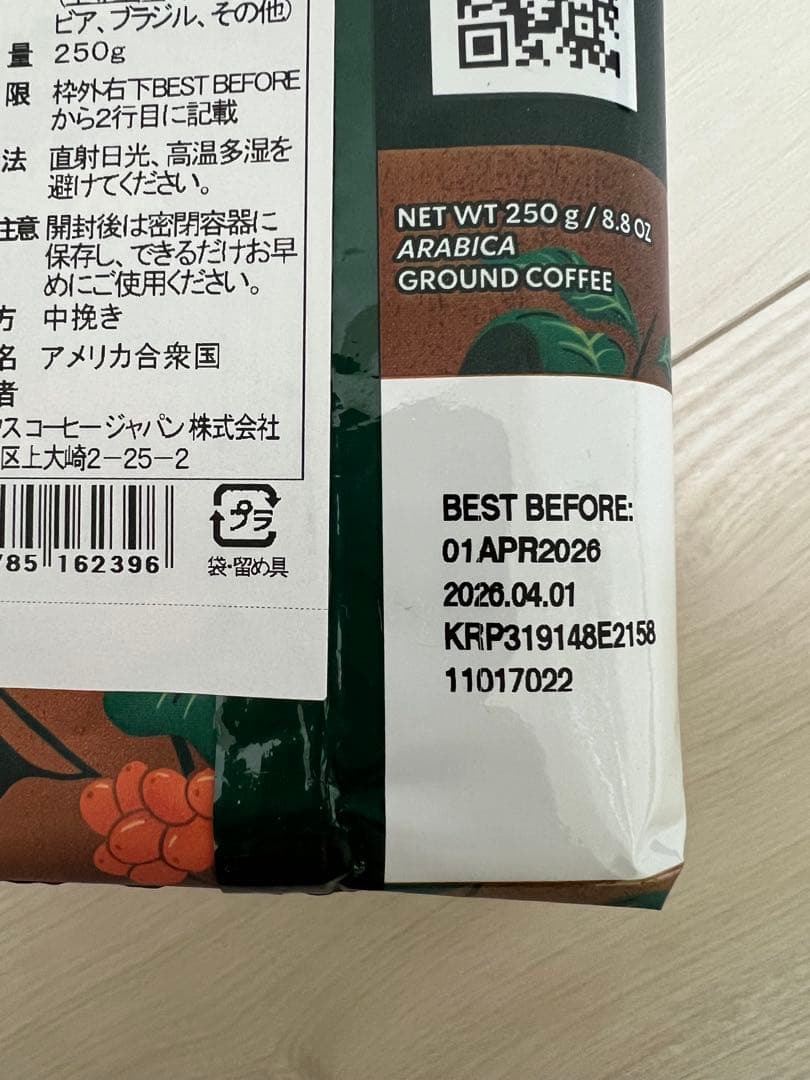 ビア、ブラジル、その他)
量 250g
限 枠外右下BEST BEFORE
から2行目に記載
法 直射日光、高温多湿を
避けてください。
注意 開封後は密閉容器に
保存し、できるだけお早
めにご使用ください。
方 中挽き
名 アメリカ合衆国
者
スコーヒージャパン 株式会社
区上大崎2-25-2
785 162396
プラ
袋・留め具
NET WT 250 g / 8.8 OZ
ARABICA
GROUND COFFEE
BEST BEFORE:
01APR2026
2026.04.01
KRP319148E2158
11017022